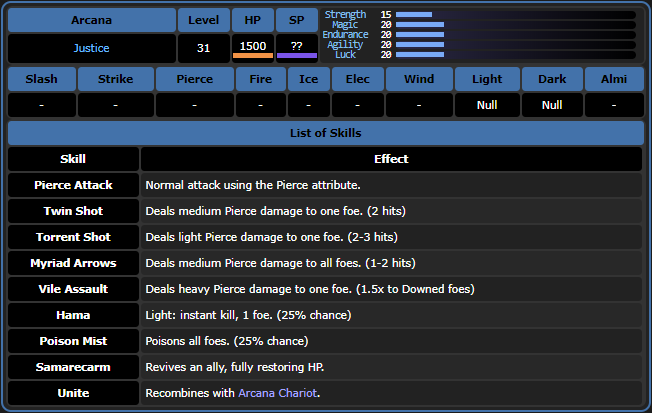 Arcana Level HP SP
Justice 31 1500 ??
Strength 15
Magic 20
Endurance 20
Agility 20
Luck 20
Slash Strike Pierce Fire Ice Elec Wind Light Dark Almi
- - - - - - - Null Null -
List of Skills
Skill Effect
Pierce Attack Normal attack using the Pierce attribute.
Twin Shot Deals medium Pierce damage to one foe. (2 hits)
Torrent Shot Deals light Pierce damage to one foe. (2-3 hits)
Myriad Arrows Deals medium Pierce damage to all foes. (1-2 hits)
Vile Assault Deals heavy Pierce damage to one foe. (1.5x to Downed foes)
Hama Light: instant kill, 1 foe. (25% chance)
Poison Mist Poisons all foes. (25% chance)
Samarecarm Revives an ally, fully restoring HP.
Unite Recombines with Arcana Chariot.